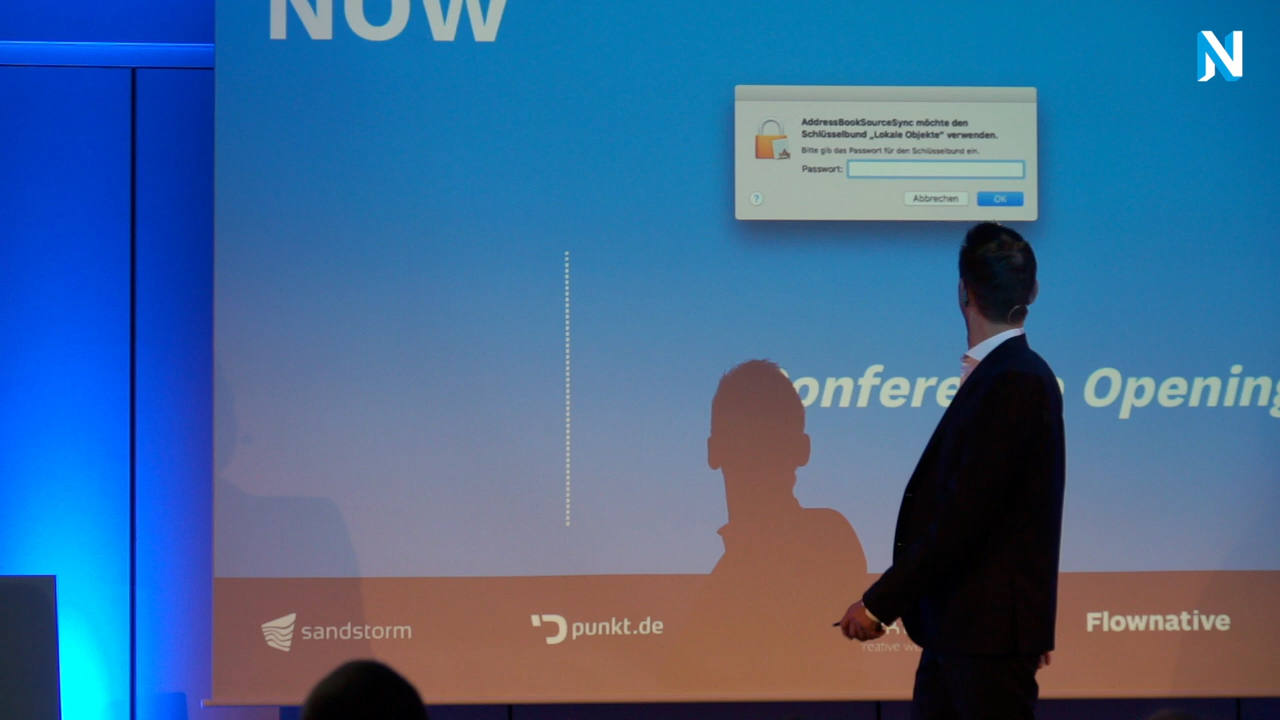 NOW
N
AddressBookSourceSync möchte den
Schlüsselbund „Lokale Objekte“ verwenden.
Bitte gib das Passwort für den Schlüsselbund ein.
Passwort:
?
Abbrechen
OK
Opening
sandstorm
punkt.de
Flownative